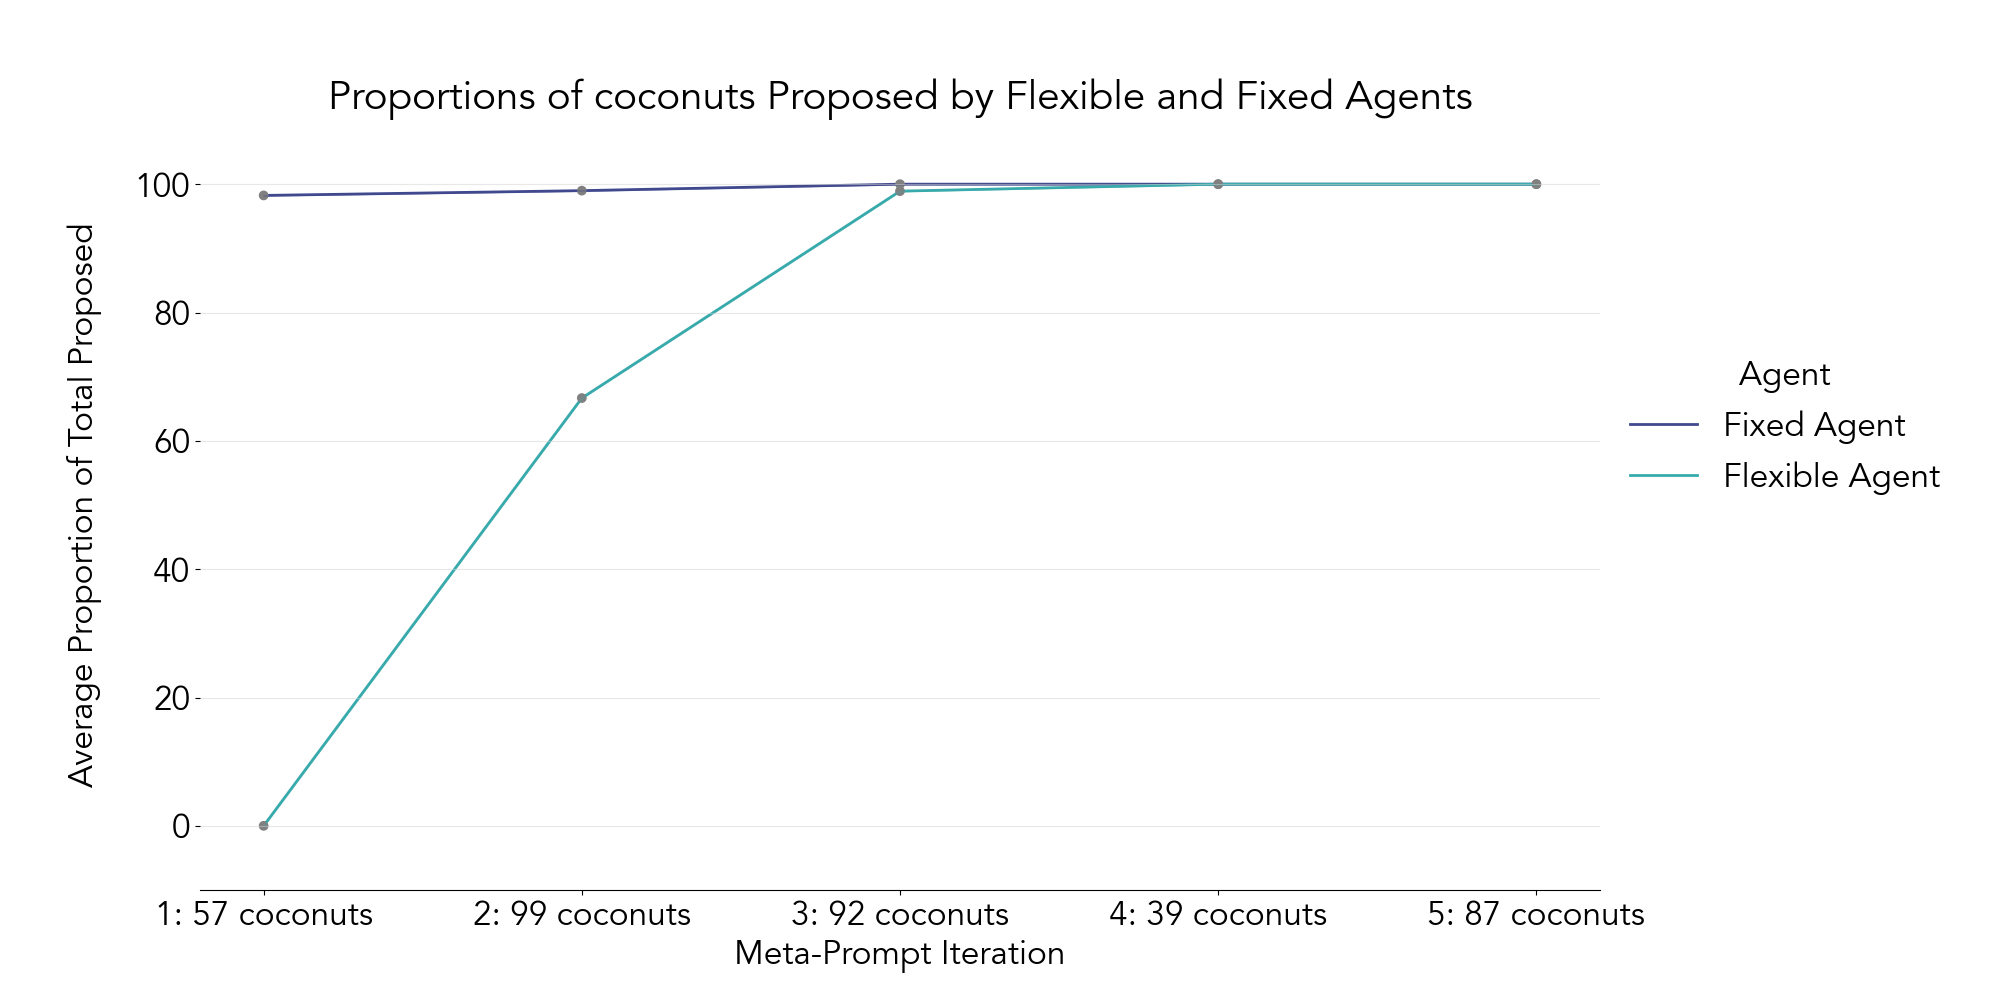 Proportions of coconuts Proposed by Flexible and Fixed Agents
Average Proportion of Total Proposed
100
80
60
40
20
0
1: 57 coconuts
2: 99 coconuts
3: 92 coconuts
4: 39 coconuts
5: 87 coconuts
Meta-Prompt Iteration
Agent
Fixed Agent
Flexible Agent